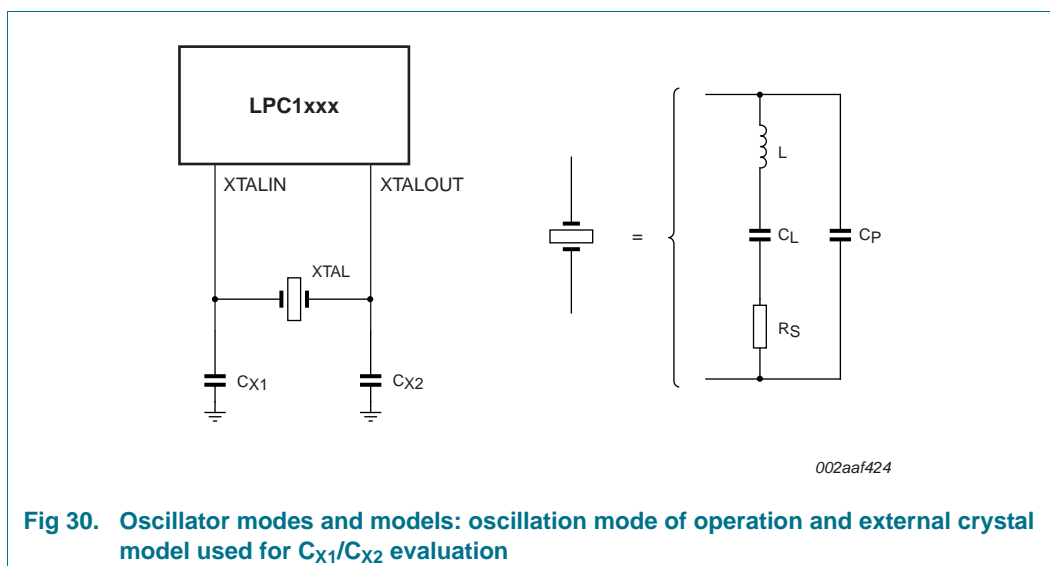 LPC1xxx
XTALIN
XTALOUT
XTAL
CX1
CX2
=
L
CL
CP
RS
002aaf424
Fig 30. Oscillator modes and models: oscillation mode of operation and external crystal
model used for CX1/CX2 evaluation